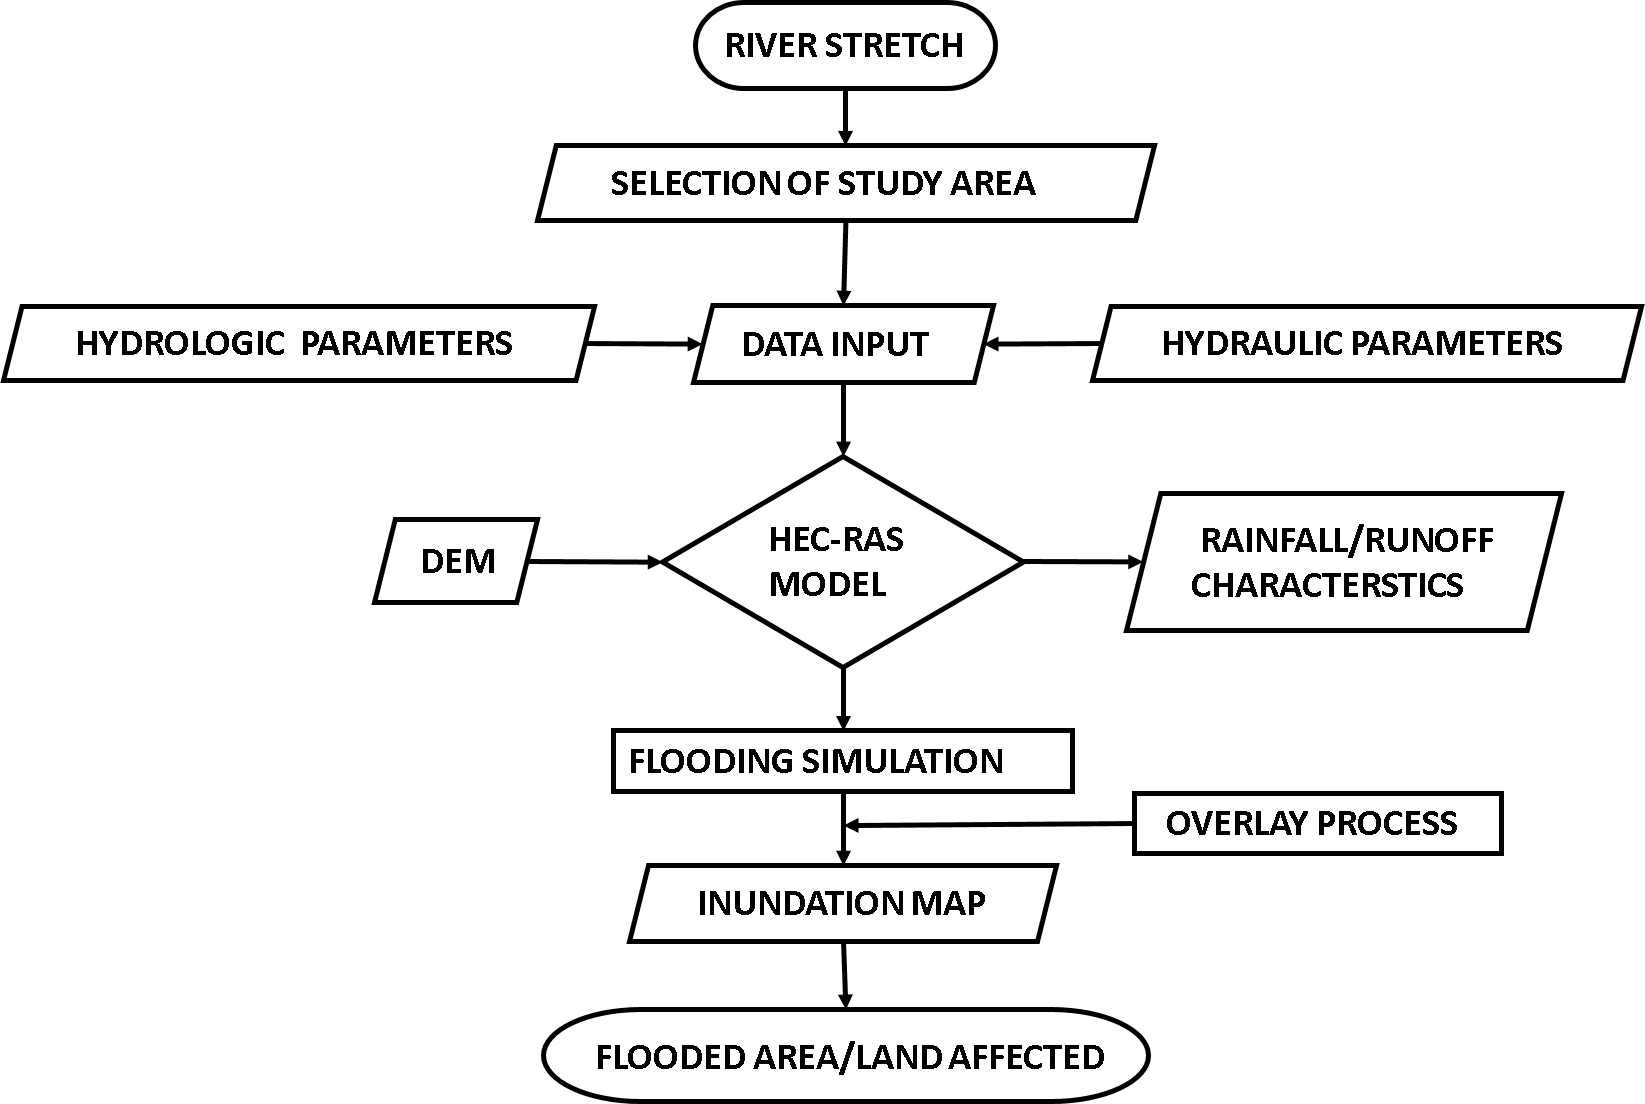 RIVER STRETCH
SELECTION OF STUDY AREA
HYDROLOGIC PARAMETERS
DATA INPUT
HYDRAULIC PARAMETERS
DEM
HEC-RAS
MODEL
RAINFALL/RUNOFF
CHARACTERSTICS
FLOODING SIMULATION
OVERLAY PROCESS
INUNDATION MAP
FLOODED AREA/LAND AFFECTED